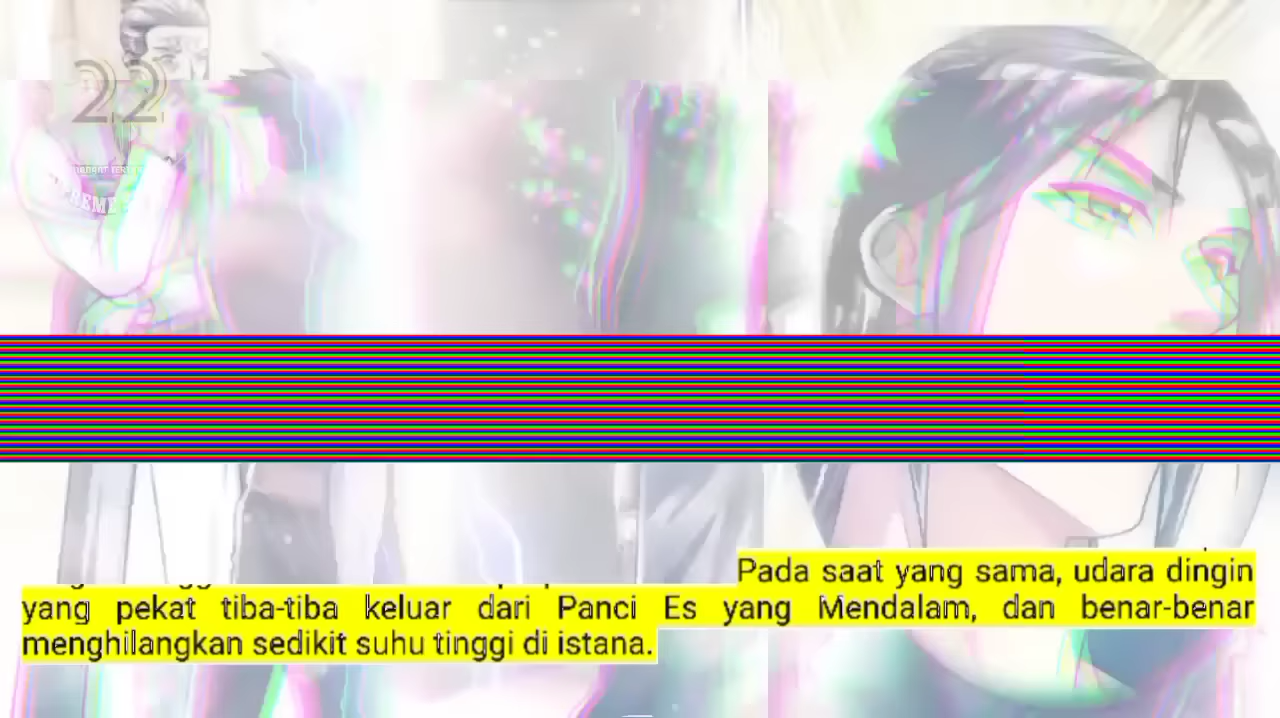 22
Pada saat yang sama, udara dingin
yang pekat tiba-tiba keluar dari Panci Es yang Mendalam, dan benar-benar
menghilangkan sedikit suhu tinggi di istana.